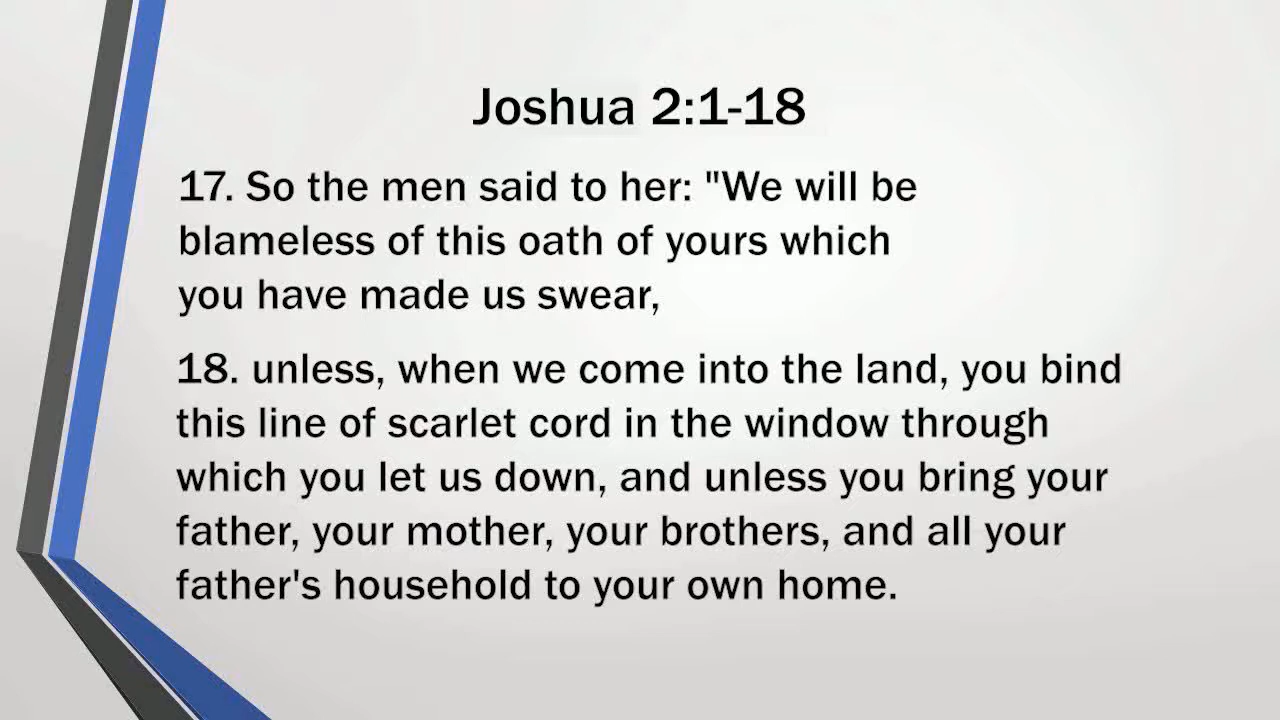 Joshua 2:1-18
17. So the men said to her: "We will be
blameless of this oath of yours which
you have made us swear,
18. unless, when we come into the land, you bind
this line of scarlet cord in the window through
which you let us down, and unless you bring your
father, your mother, your brothers, and all your
father's household to your own home.